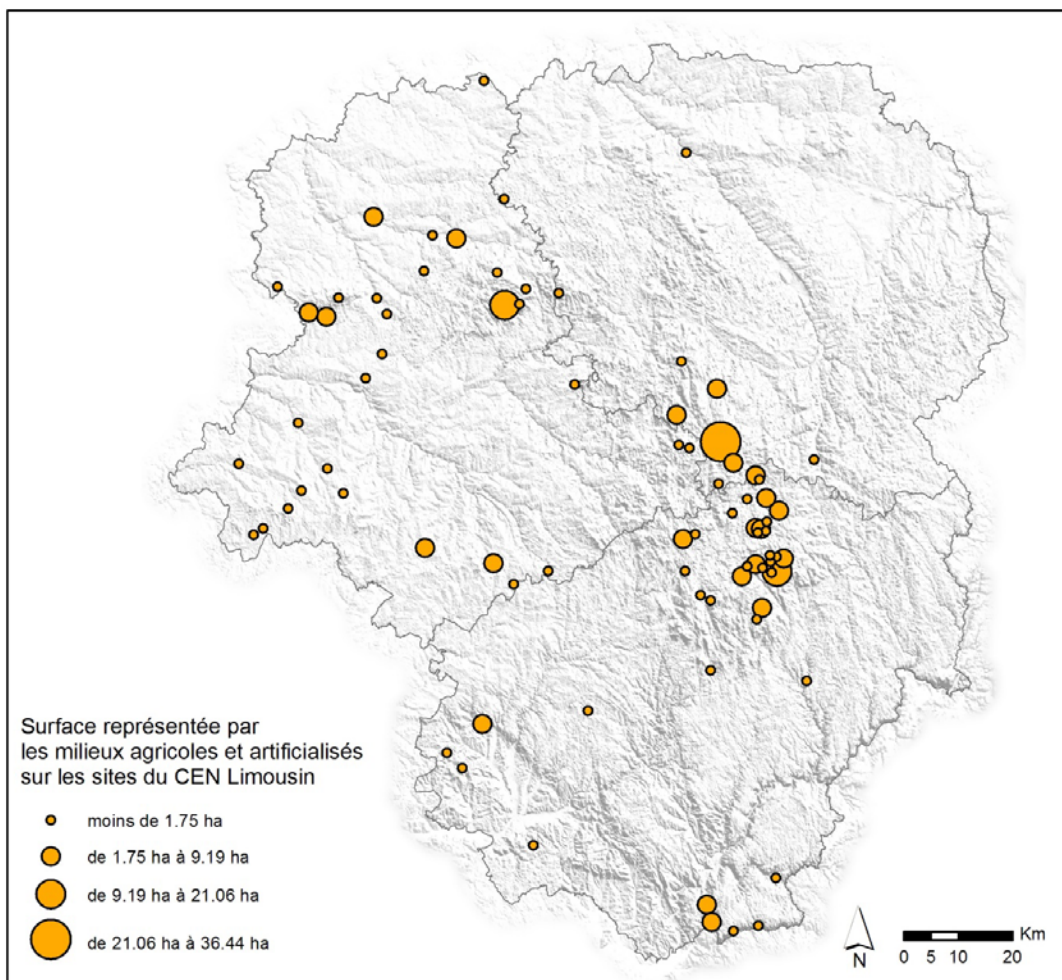 Surface représentée par
les milieux agricoles et artificialisés
sur les sites du CEN Limousin
moins de 1.75 ha
de 1.75 ha à 9.19 ha
de 9.19 ha à 21.06 ha
de 21.06 ha à 36.44 ha
N
Km
0 5 10 20